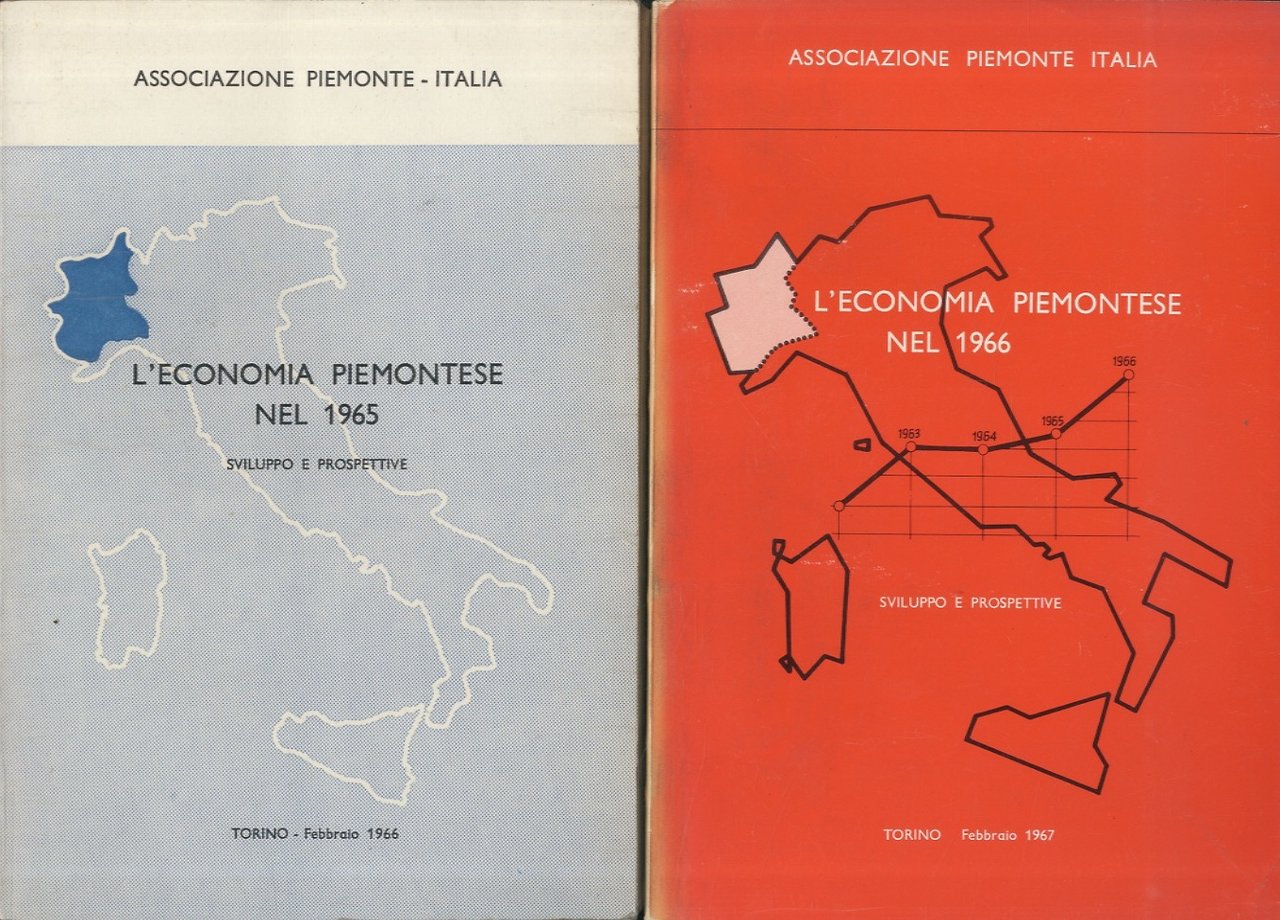 ASSOCIAZIONE PIEMONTE - ITALIA
L'ECONOMIA PIEMONTESE
NEL 1965
SVILUPPO E PROSPETTIVE
TORINO - Febbraio 1966
ASSOCIAZIONE PIEMONTE ITALIA
L'ECONOMIA PIEMONTESE
NEL 1966
1966
1965
1964
1963
SVILUPPO E PROSPETTIVE
TORINO Febbraio 1967